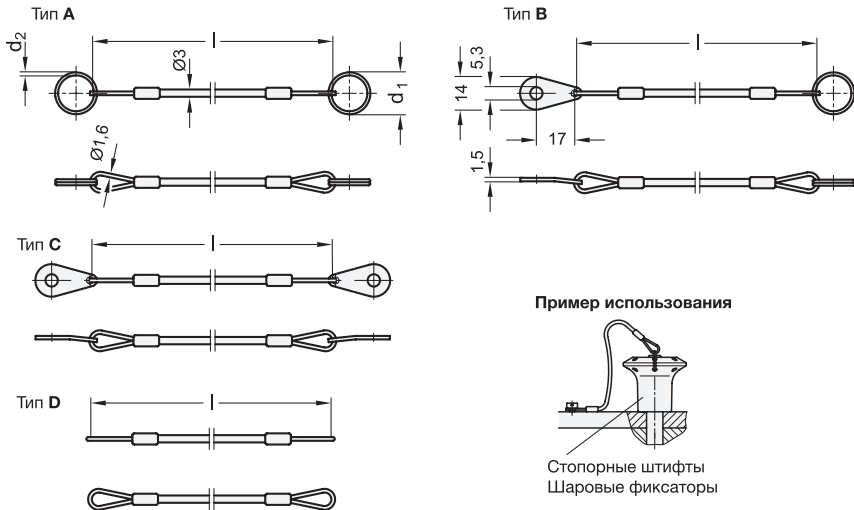 Тип A
l
d2
Ø3
d1
Ø1,6
Тип B
l
5,3
14
17
1,5
Тип C
l
Пример использования
Тип D
l
Стопорные штифты
Шаровые фиксаторы